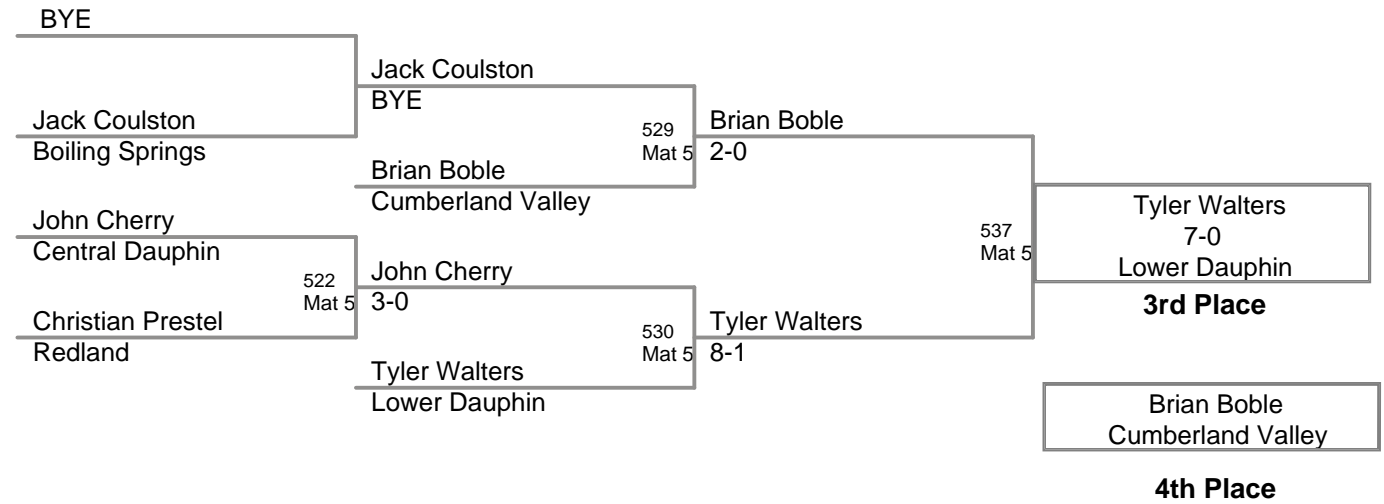 BYE
Jack Coulston
BYE
Jack Coulston
Boiling Springs
529
Mat 5
Brian Boble
2-0
Brian Boble
Cumberland Valley
John Cherry
Central Dauphin
537
Mat 5
Tyler Walters
7-0
Lower Dauphin
3rd Place
522
Mat 5
John Cherry
3-0
Christian Prestel
Redland
530
Mat 5
Tyler Walters
8-1
Tyler Walters
Lower Dauphin
Brian Boble
Cumberland Valley
4th Place